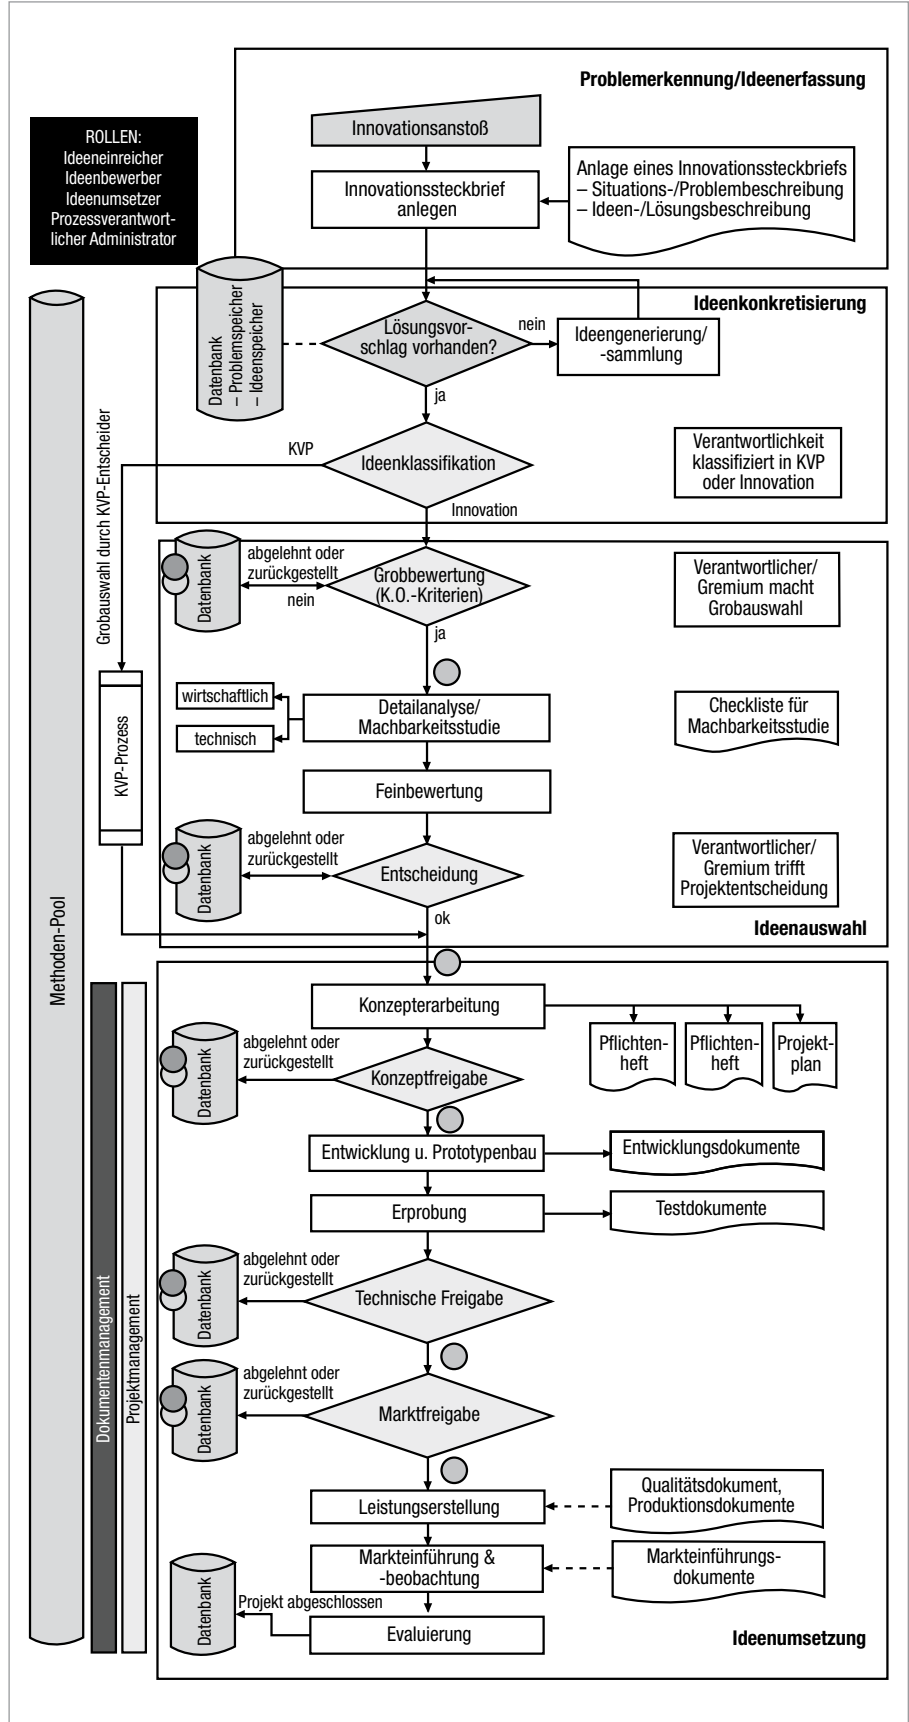 Problemerkennung/Ideenerfassung
ROLLEN:
Ideeneinreicher
Ideenbewerber
Ideenumsetzer
Prozessverantwort-
licher Administrator
Innovationsanstoß
Innovationssteckbrief
anlegen
Anlage eines Innovationssteckbriefs
– Situations-/Problembeschreibung
– Ideen-/Lösungsbeschreibung
Ideenkonkretisierung
Datenbank
– Problemspeicher
– Ideenspeicher
Lösungsvor-
schlag vorhanden?
nein
Ideengenerierung/
-sammlung
ja
KVP
Ideenklassifikation
Verantwortlichkeit
klassifiziert in KVP
oder Innovation
Innovation
Grobauswahl durch KVP-Entscheider
Datenbank
abgelehnt oder
zurückgestellt
nein
Grobbewertung
(K.O.-Kriterien)
Verantwortlicher/
Gremium macht
Grobauswahl
ja
KVP-Prozess
wirtschaftlich
technisch
Detailanalyse/
Machbarkeitsstudie
Checkliste für
Machbarkeitsstudie
Feinbewertung
Datenbank
abgelehnt oder
zurückgestellt
Entscheidung
Verantwortlicher/
Gremium trifft
Projektentscheidung
ok
Ideenauswahl
Methoden-Pool
Dokumentenmanagement
Projektmanagement
Konzepterarbeitung
Pflichten-
heft
Pflichten-
heft
Projekt-
plan
Datenbank
abgelehnt oder
zurückgestellt
Konzeptfreigabe
Entwicklung u. Prototypenbau
Entwicklungsdokumente
Erprobung
Testdokumente
Datenbank
abgelehnt oder
zurückgestellt
Technische Freigabe
Datenbank
abgelehnt oder
zurückgestellt
Marktfreigabe
Leistungserstellung
Qualitätsdokument,
Produktionsdokumente
Markteinführung &
-beobachtung
Markteinführungs-
dokumente
Datenbank
Projekt abgeschlossen
Evaluierung
Ideenumsetzung